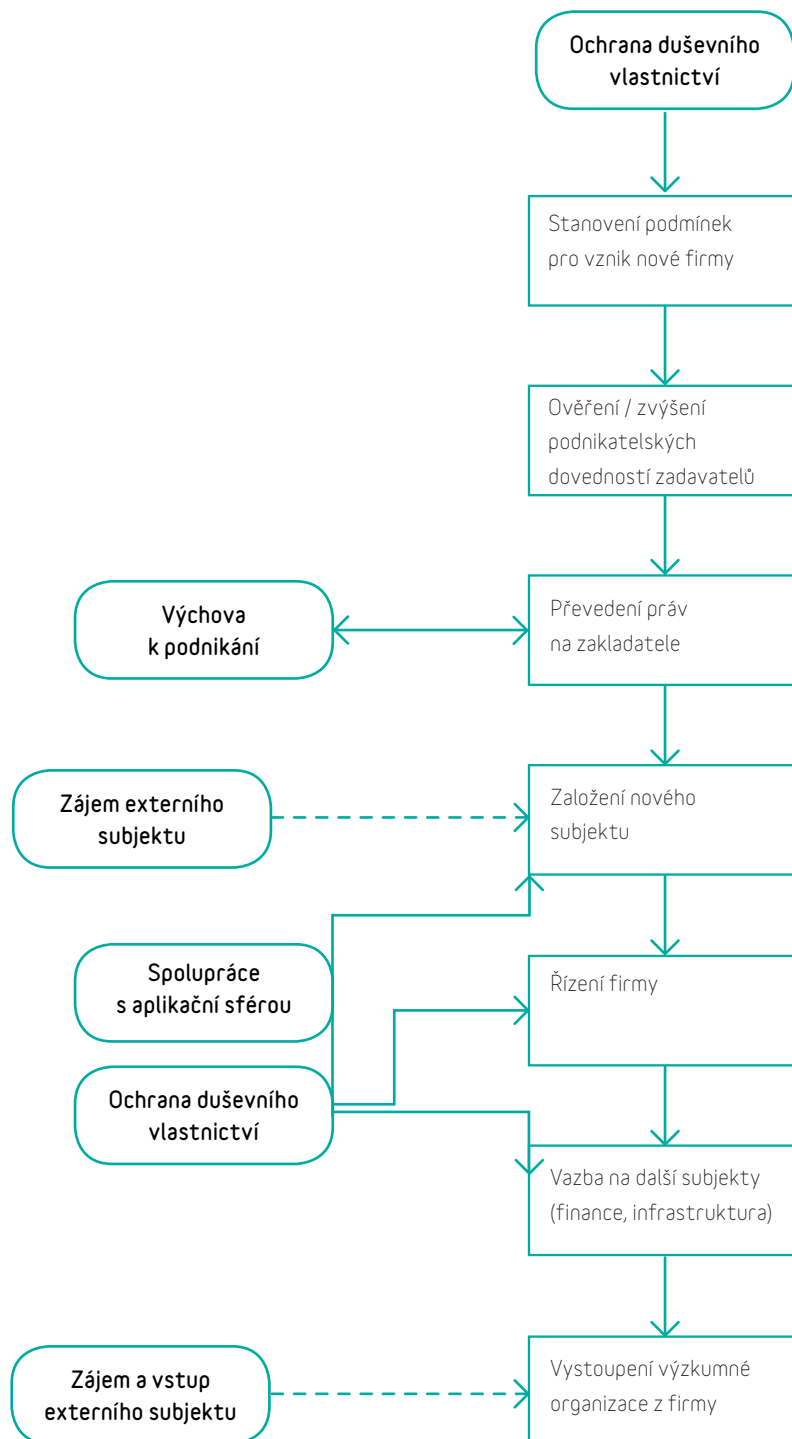 Ochrana duševního
vlastnictví
Stanovení podmínek
pro vznik nové firmy
Ověření / zvýšení
podnikatelských
dovedností zadavatelů
Výchova
k podnikání
Převedení práv
na zakladatele
Zájem externího
subjektu
Založení nového
subjektu
Spolupráce
s aplikační sférou
Řízení firmy
Ochrana duševního
vlastnictví
Vazba na další subjekty
(finance, infrastruktura)
Zájem a vstup
externího subjektu
Vystoupení výzkumné
organizace z firmy